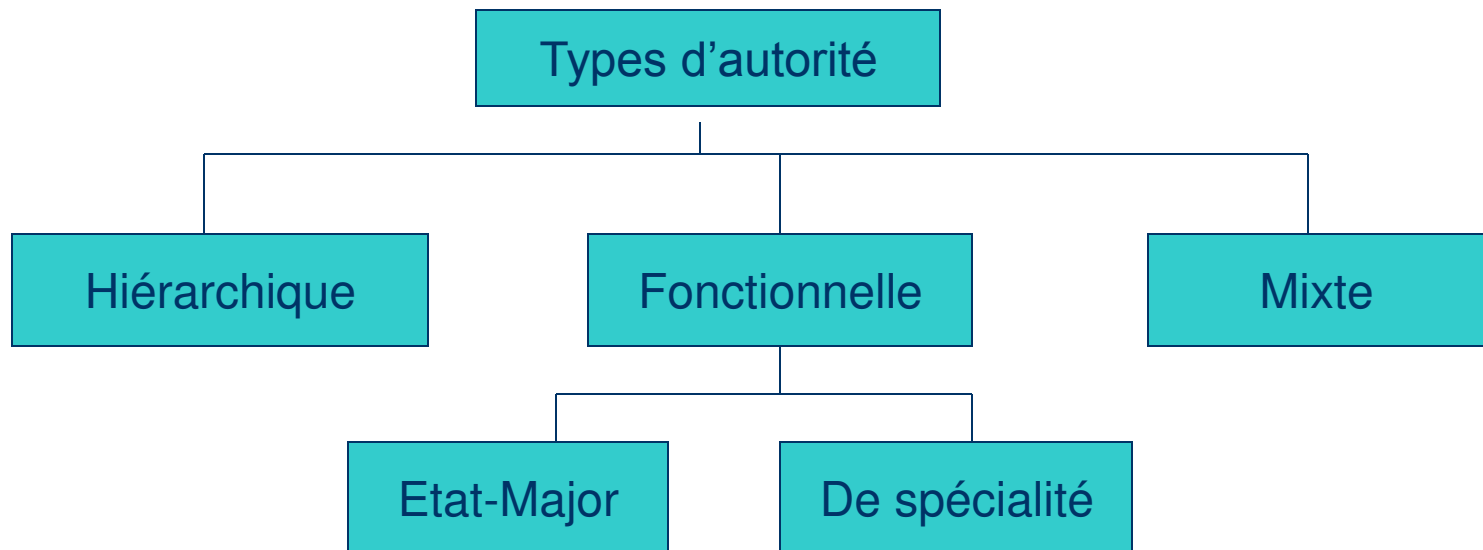 Types d’autorité
Hiérarchique
Fonctionnelle
Mixte
Etat-Major
De spécialité